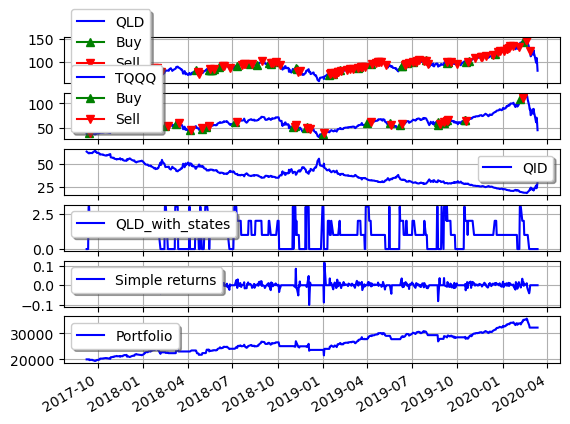 QLD
Buy
Sell
150
100
TQQQ
Buy
Sell
100
50
QID
50
25
QLD_with_states
2.5
0.0
Simple returns
0.1
0.0
−0.1
Portfolio
30000
20000
2017-10
2018-01
2018-04
2018-07
2018-10
2019-01
2019-04
2019-07
2019-10
2020-01
2020-04